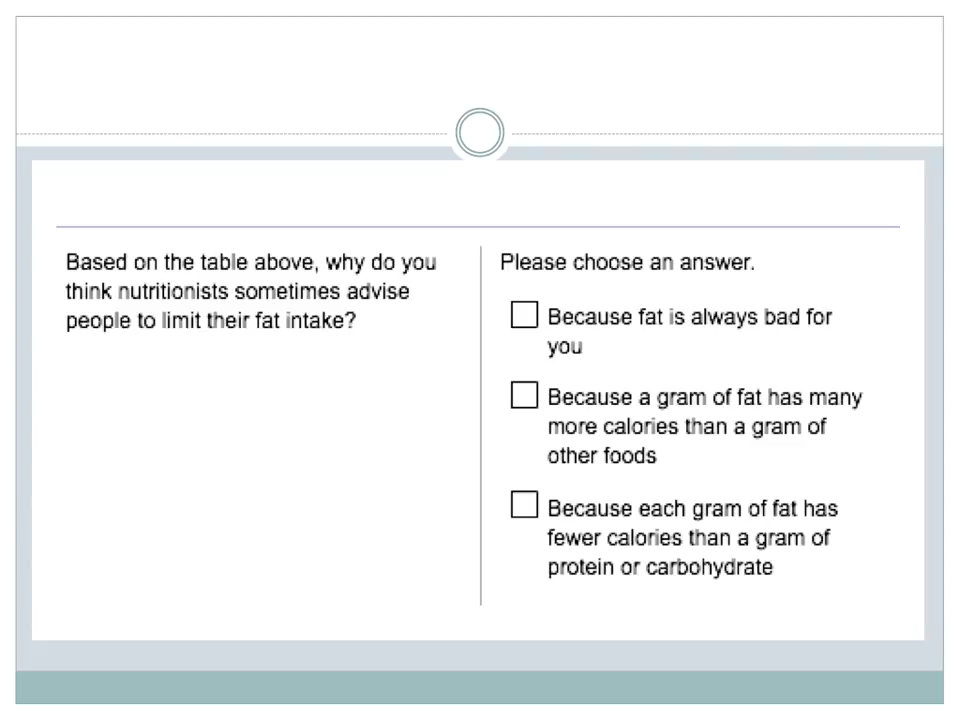 Based on the table above, why do you
think nutritionists sometimes advise
people to limit their fat intake?
Please choose an answer.
Because fat is always bad for
you
Because a gram of fat has many
more calories than a gram of
other foods
Because each gram of fat has
fewer calories than a gram of
protein or carbohydrate